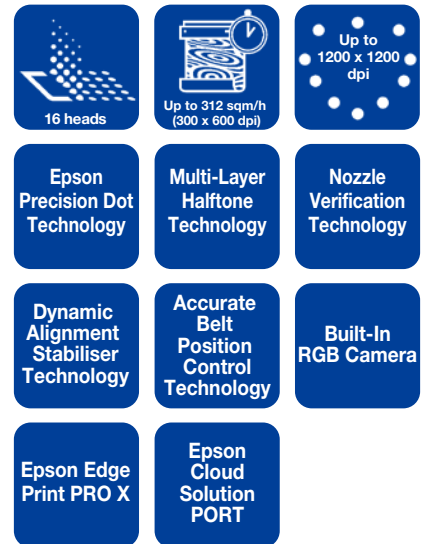 16 heads
Up to 312 sqm/h
(300 x 600 dpi)
Up to
1200 x 1200
dpi
Epson
Precision Dot
Technology
Multi-Layer
Halftone
Technology
Nozzle
Verification
Technology
Dynamic
Alignment
Stabiliser
Technology
Accurate
Belt
Position
Control
Technology
Built-In
RGB Camera
Epson Edge
Print PRO X
Epson
Cloud
Solution
PORT